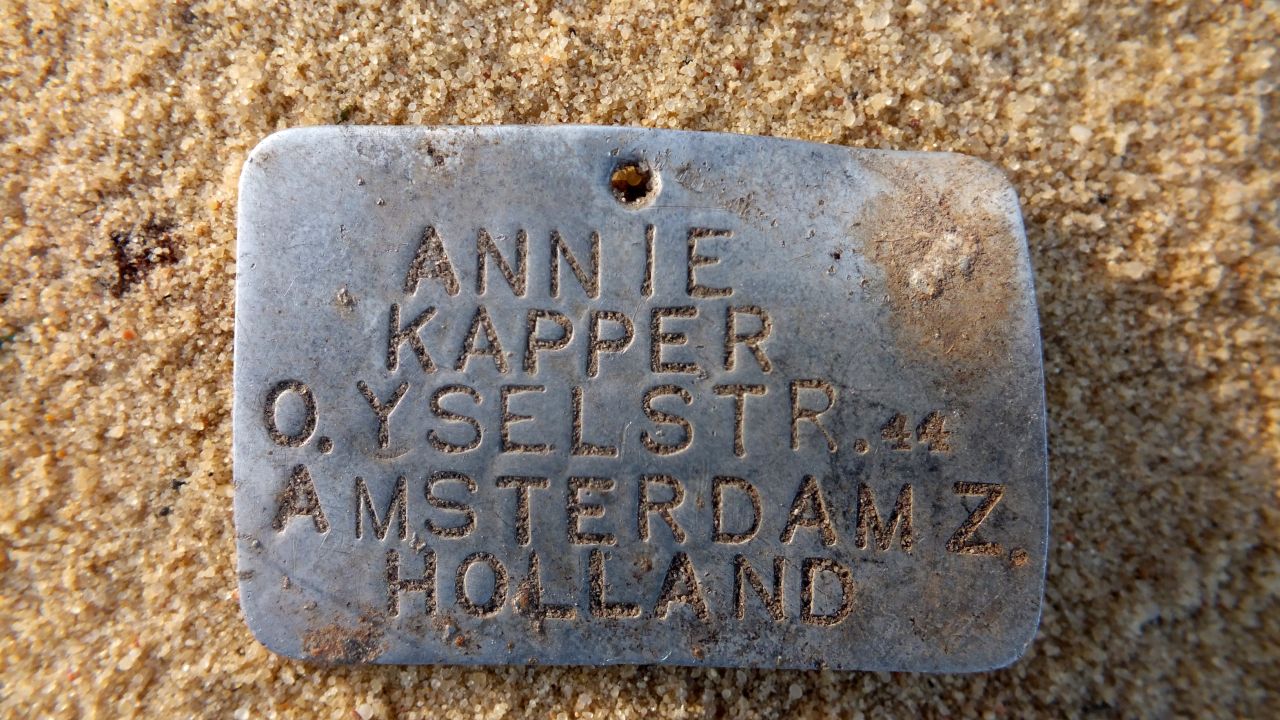 ANNIE
KAPPER
O. YSELSTR. 44
AMSTERDAM Z.
HOLLAND